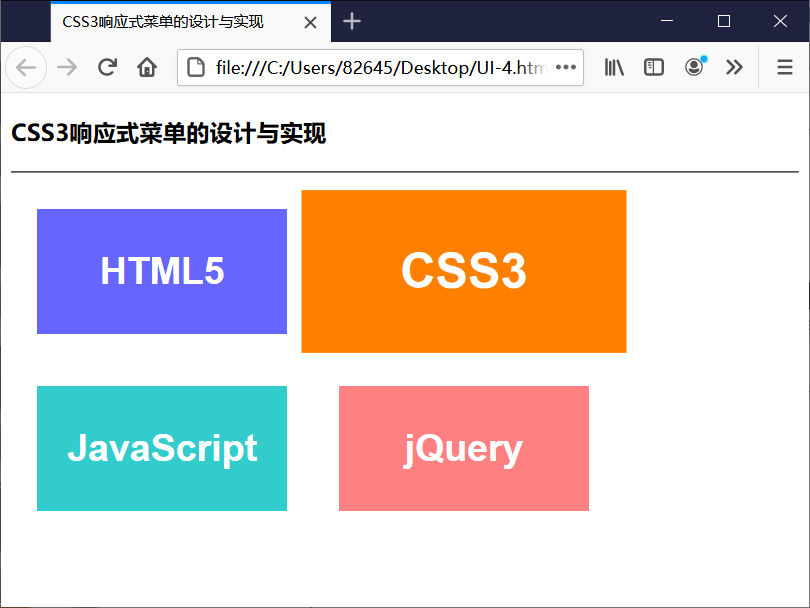 CSS3响应式菜单的设计与实现
file:///C:/Users/82645/Desktop/UI-4.htm
CSS3响应式菜单的设计与实现
HTML5
CSS3
JavaScript
jQuery